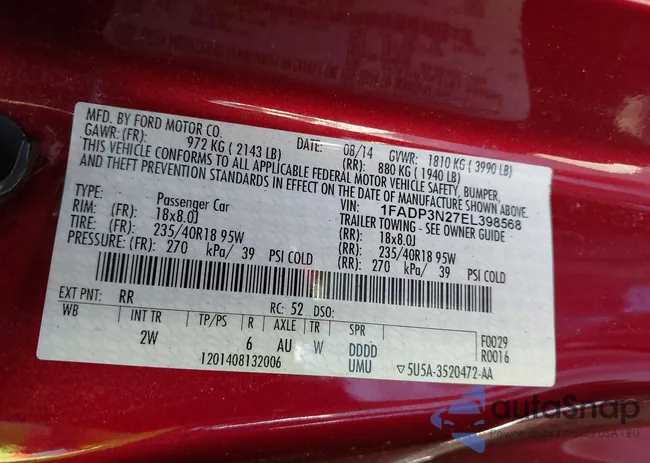 MFD. BY FORD MOTOR CO. DATE: 08/14 GVWR: 1810 KG ( 3990 LB)
GAWR: (FR): 972 KG ( 2143 LB) (RR): 880 KG ( 1940 LB)
THIS VEHICLE CONFORMS TO ALL APPLICABLE FEDERAL MOTOR VEHICLE SAFETY, BUMPER,
AND THEFT PREVENTION STANDARDS IN EFFECT ON THE DATE OF MANUFACTURE SHOWN ABOVE.
VIN: 1FADP3N27EL398568
TYPE: Passenger Car TRAILER TOWING - SEE OWNER GUIDE
RIM: (FR): 18x8.0J (RR): 18x8.0J
TIRE: (FR): 235/40R18 95W (RR): 235/40R18 95W
PRESSURE: (FR): 270 kPa/ 39 PSI COLD (RR): 270 kPa/ 39 PSI COLD
EXT PNT: RR RC: 52 DSO:
WB INT TR TP/PS R AXLE TR SPR F0029
2W 6 AU W DDDD R0016
1201408132006 UMU ▽5U5A-3520472-AA
autoSnap